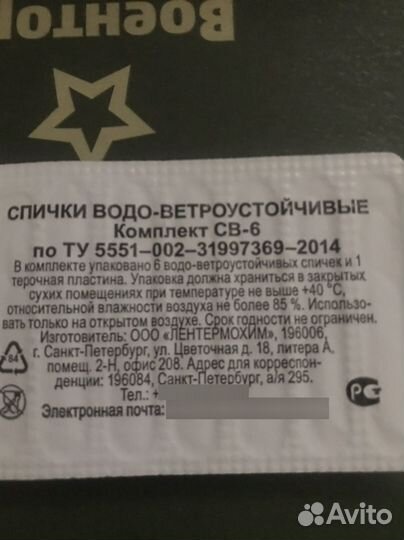 Военторг
СПИЧКИ ВОДО-ВЕТРОУСТОЙЧИВЫЕ
Комплект СВ-6
по ТУ 5551–002–31997369–2014
В комплекте упаковано 6 водо-ветроустойчивых спичек и 1
терочная пластина. Упаковка должна храниться в закрытых
сухих помещениях при температуре не выше +40 °С,
относительной влажности воздуха не более 85 %. Использо-
вать только на открытом воздухе. Срок годности не ограничен.
Изготовитель: ООО «ЛЕНТЕРМОХИМ», 196006,
г. Санкт-Петербург, ул. Цветочная д. 18, литера А,
помещ. 2-Н, офис 208. Адрес для корреспон-
денции: 196084, Санкт-Петербург, а/я 295.
Тел.: +
Электронная почта:
84
РС
Avito